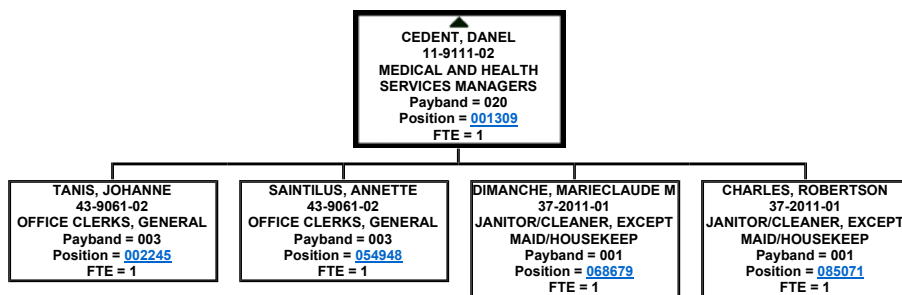 CEDENT, DANEL
11-9111-02
MEDICAL AND HEALTH
SERVICES MANAGERS
Payband = 020
Position = 001309
FTE = 1
TANIS, JOHANNE
43-9061-02
OFFICE CLERKS, GENERAL
Payband = 003
Position = 002245
FTE = 1
SAINTILUS, ANNETTE
43-9061-02
OFFICE CLERKS, GENERAL
Payband = 003
Position = 054948
FTE = 1
DIMANCHE, MARIECLAUDE M
37-2011-01
JANITOR/CLEANER, EXCEPT
MAID/HOUSEKEEP
Payband = 001
Position = 068679
FTE = 1
CHARLES, ROBERTSON
37-2011-01
JANITOR/CLEANER, EXCEPT
MAID/HOUSEKEEP
Payband = 001
Position = 085071
FTE = 1